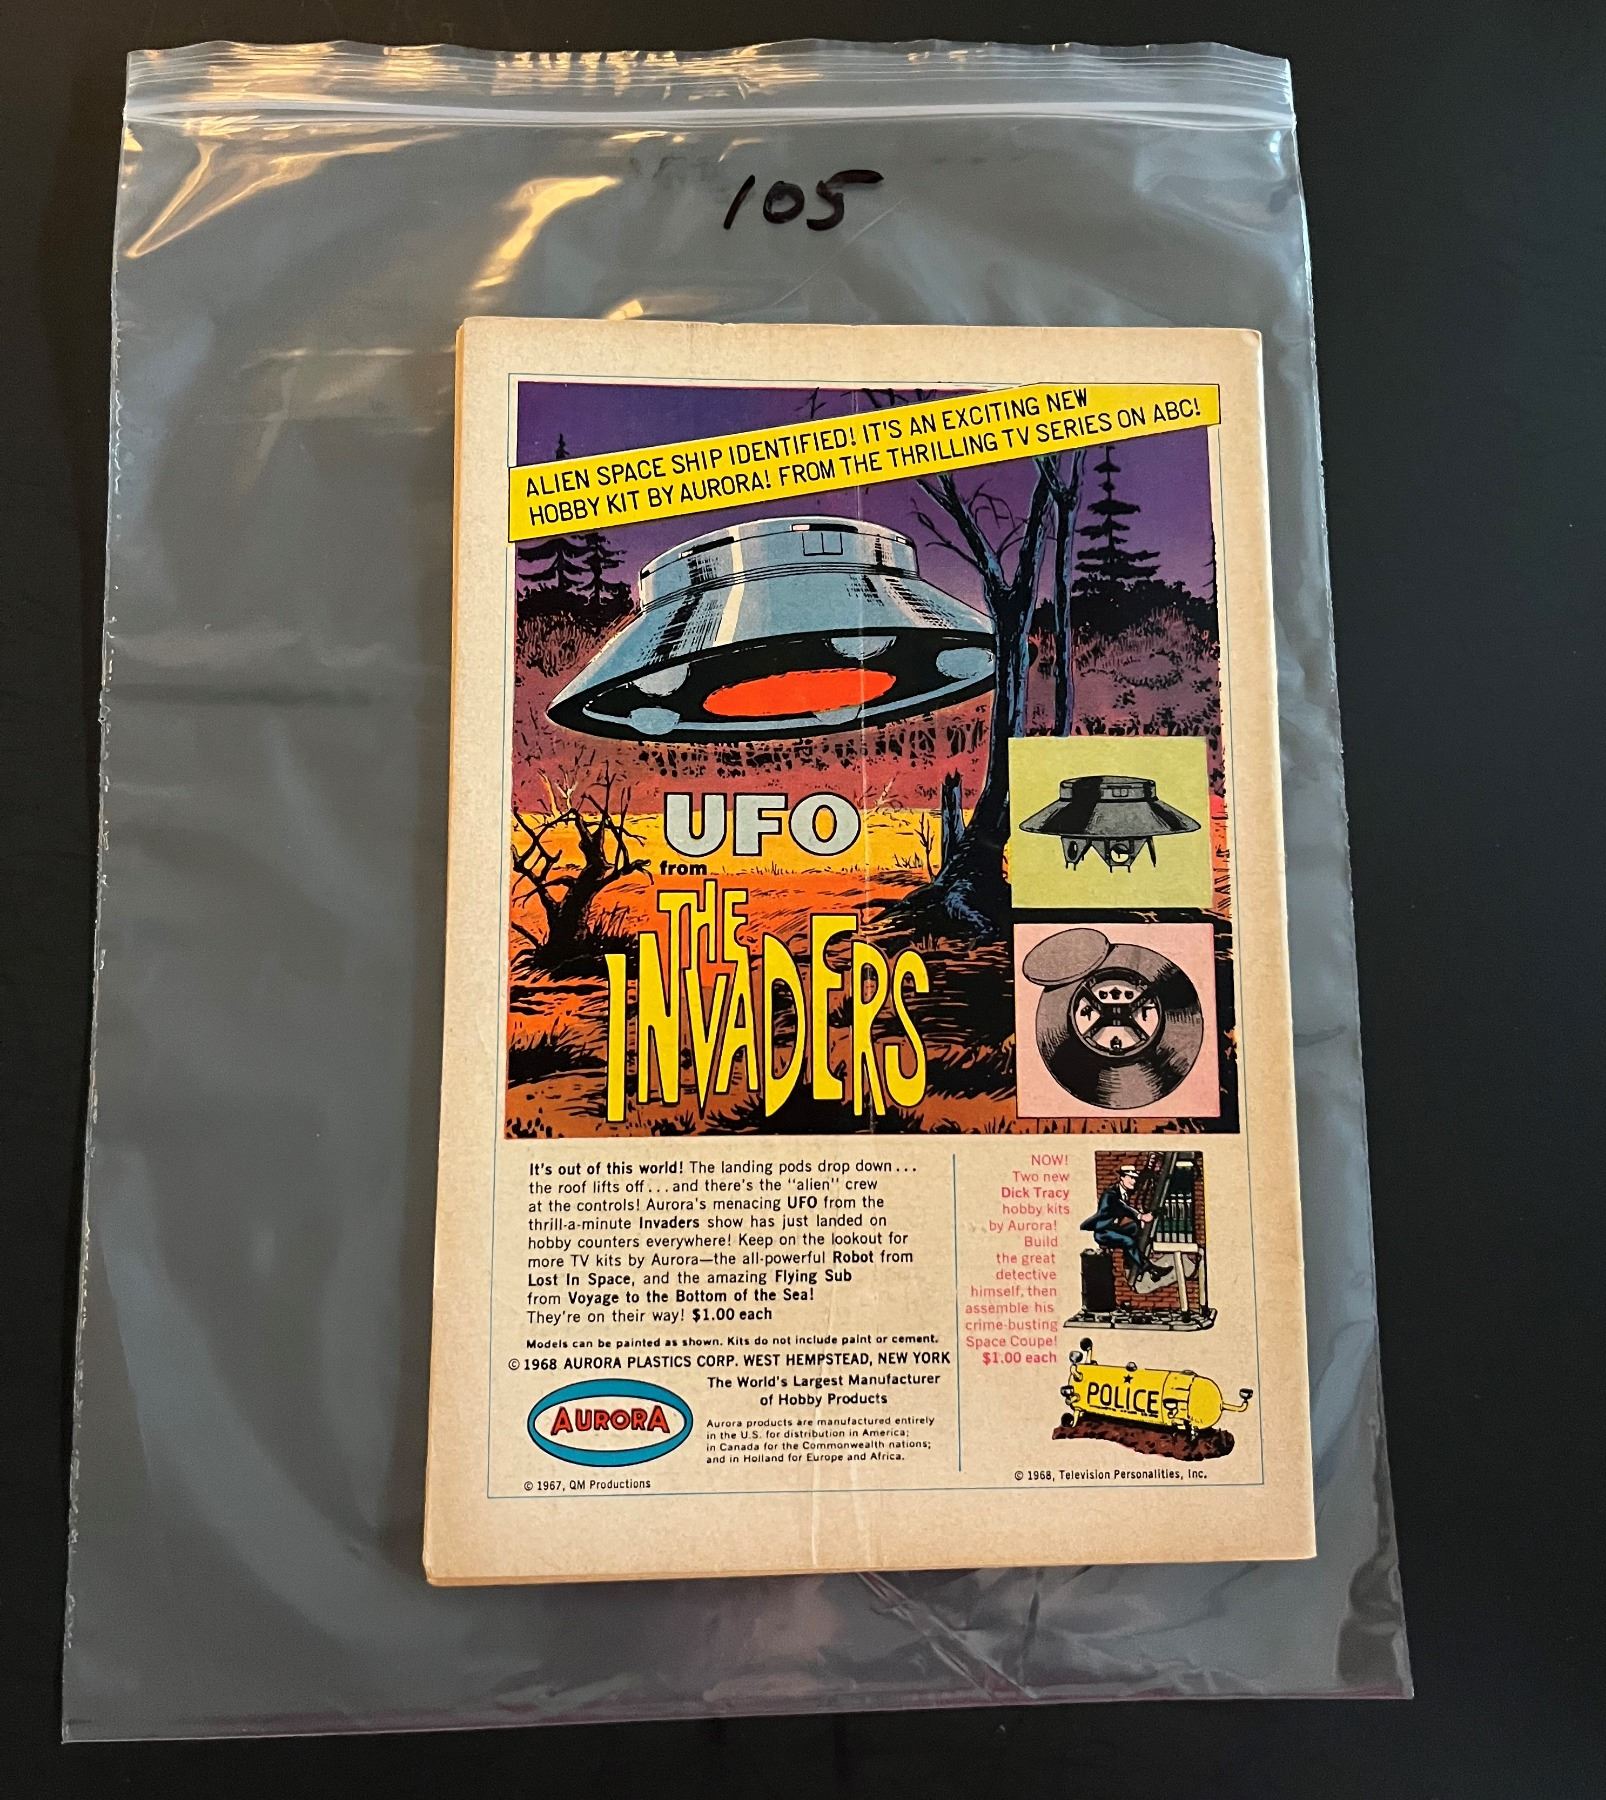 105
ALIEN SPACE SHIP IDENTIFIED! IT'S AN EXCITING NEW
HOBBY KIT BY AURORA! FROM THE THRILLING TV SERIES ON ABC!
UFO
from
THE
INVADERS
It's out of this world! The landing pods drop down...
the roof lifts off...and there's the "alien" crew
at the controls! Aurora's menacing UFO from the
thrill-a-minute Invaders show has just landed on
hobby counters everywhere! Keep on the lookout for
more TV kits by Aurora—the all-powerful Robot from
Lost In Space, and the amazing Flying Sub
from Voyage to the Bottom of the Sea!
They're on their way! $1.00 each
Models can be painted as shown. Kits do not include paint or cement.
© 1968 AURORA PLASTICS CORP. WEST HEMPSTEAD, NEW YORK
AURORA
The World's Largest Manufacturer
of Hobby Products
Aurora products are manufactured entirely
in the U.S. for distribution in America;
in Canada for the Commonwealth nations;
and in Holland for Europe and Africa.
© 1967, QM Productions
NOW!
Two new
Dick Tracy
hobby kits
by Aurora!
Build
the great
detective
himself, then
assemble his
crime-busting
Space Coupe!
$1.00 each
POLICE
© 1968, Television Personalities, Inc.